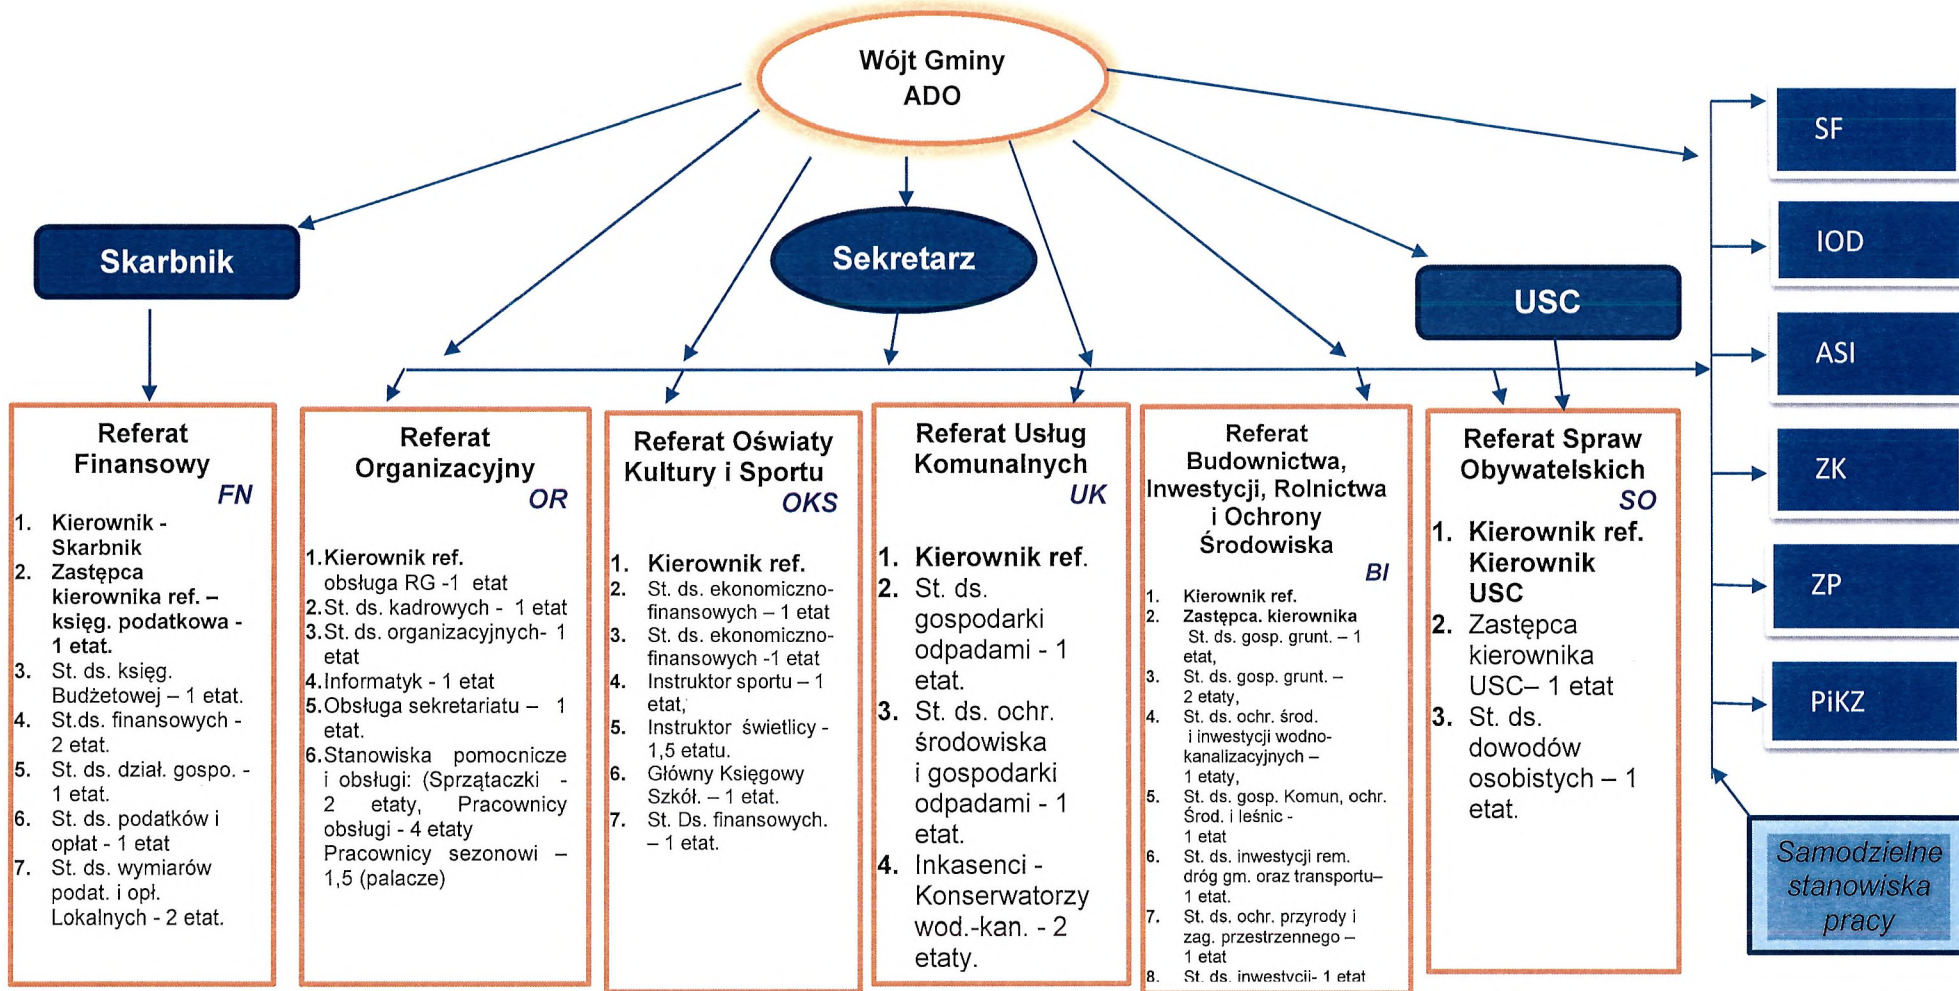 Wójt Gminy
ADO
Skarbnik
Sekretarz
USC
SF
IOD
ASI
ZK
ZP
PiKZ
Samodzielne
stanowiska
pracy
Referat
Finansowy
FN
1. Kierownik -
Skarbnik
2. Zastępca
kierownika ref. –
księg. podatkowa -
1 etat.
3. St. ds. księg.
Budżetowej – 1 etat.
4. St.ds. finansowych -
2 etat.
5. St. ds. dział. gospo. -
1 etat.
6. St. ds. podatków i
opłat - 1 etat
7. St. ds. wymiarów
podat. i opł.
Lokalnych - 2 etat.
Referat
Organizacyjny
OR
1.Kierownik ref.
obsługa RG -1 etat
2.St. ds. kadrowych - 1 etat
3.St. ds. organizacyjnych- 1
etat
4.Informatyk - 1 etat
5.Obsługa sekretariatu – 1
etat.
6.Stanowiska pomocnicze
i obsługi: (Sprzątaczki -
2 etaty, Pracownicy
obsługi - 4 etaty
Pracownicy sezonowi –
1,5 (palacze)
Referat Oświaty
Kultury i Sportu
OKS
1. Kierownik ref.
2. St. ds. ekonomiczno-
finansowych – 1 etat
3. St. ds. ekonomiczno-
finansowych -1 etat
4. Instruktor sportu – 1
etat,
5. Instruktor świetlicy -
1,5 etatu.
6. Główny Księgowy
Szkół. – 1 etat.
7. St. Ds. finansowych.
– 1 etat.
Referat Usług
Komunalnych
UK
1. Kierownik ref.
2. St. ds.
gospodarki
odpadami - 1
etat.
3. St. ds. ochr.
środowiska
i gospodarki
odpadami - 1
etat.
4. Inkasenci -
Konserwatorzy
wod.-kan. - 2
etaty.
Referat
Budownictwa,
Inwestycji, Rolnictwa
i Ochrony
Środowiska
BI
1. Kierownik ref.
2. Zastępca. kierownika
St. ds. gosp. grunt. – 1
etat,
3. St. ds. gosp. grunt. –
2 etaty,
4. St. ds. ochr. środ.
i inwestycji wodno-
kanalizacyjnych –
1 etaty,
5. St. ds. gosp. Komun, ochr.
Środ. i leśnic -
1 etat
6. St. ds. inwestycji rem.
dróg gm. oraz transportu–
1 etat.
7. St. ds. ochr. przyrody i
zag. przestrzennego –
1 etat
8. St. ds. inwestycji- 1 etat
Referat Spraw
Obywatelskich
SO
1. Kierownik ref.
Kierownik
USC
2. Zastępca
kierownika
USC– 1 etat
3. St. ds.
dowodów
osobistych – 1
etat.